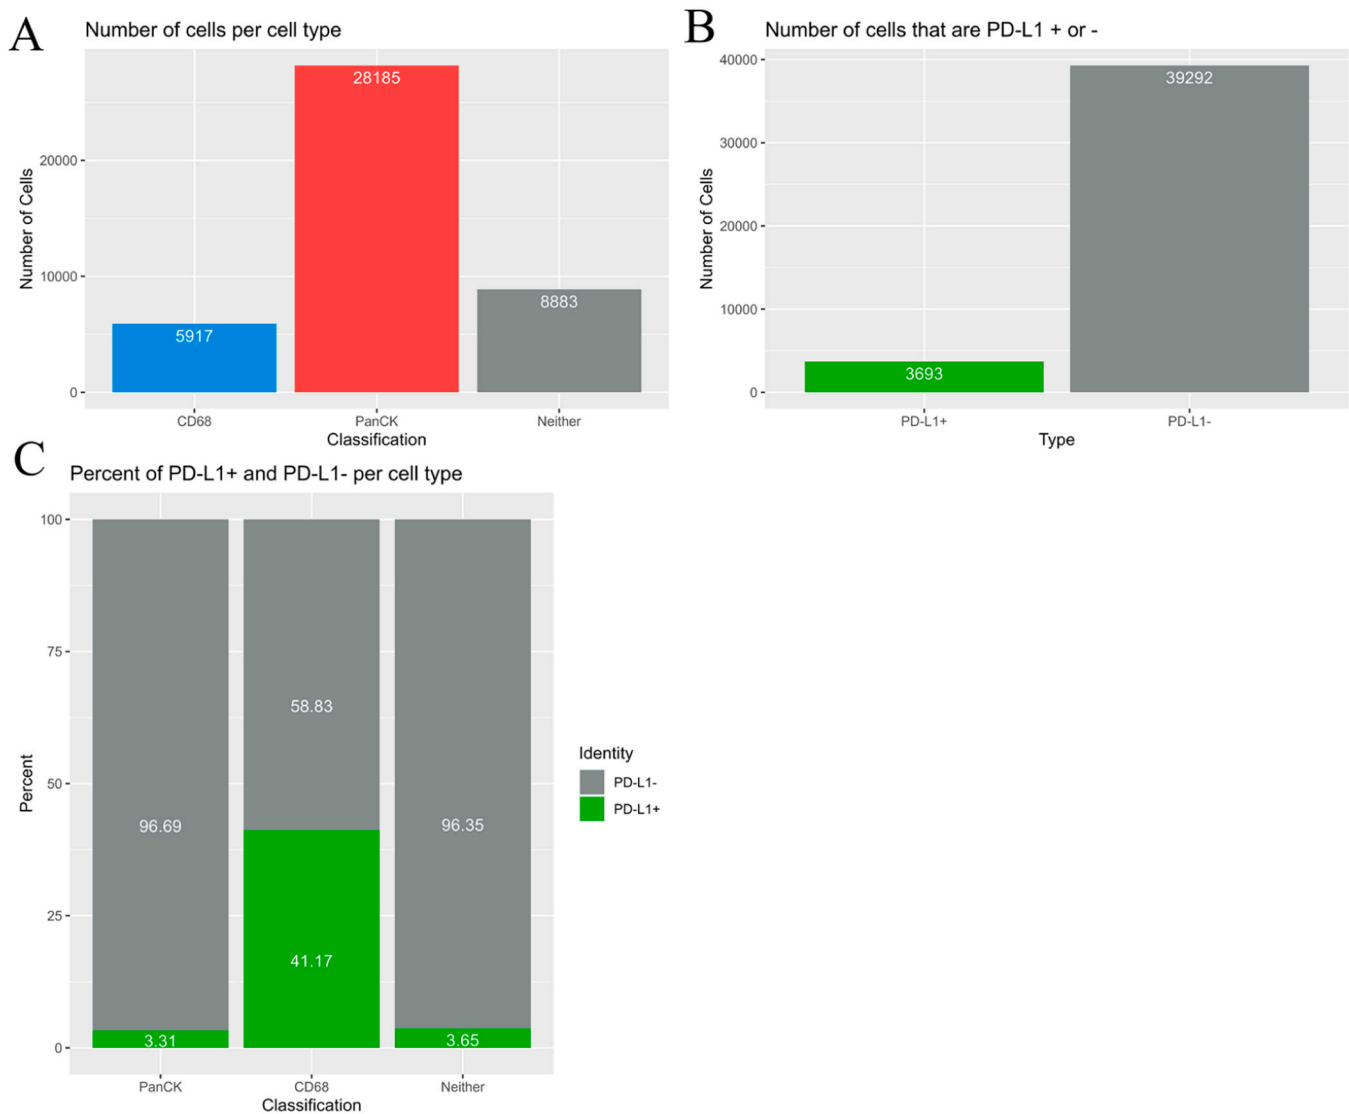 A
Number of cells per cell type
Number of Cells
20000
10000
0
28185
5917
8883
CD68
PanCK
Neither
Classification
B
Number of cells that are PD-L1 + or -
Number of Cells
40000
30000
20000
10000
0
39292
3693
PD-L1+
PD-L1-
Type
C
Percent of PD-L1+ and PD-L1- per cell type
Percent
100
75
50
25
0
96.69
58.83
96.35
3.31
41.17
3.65
PanCK
CD68
Neither
Classification
Identity
PD-L1-
PD-L1+